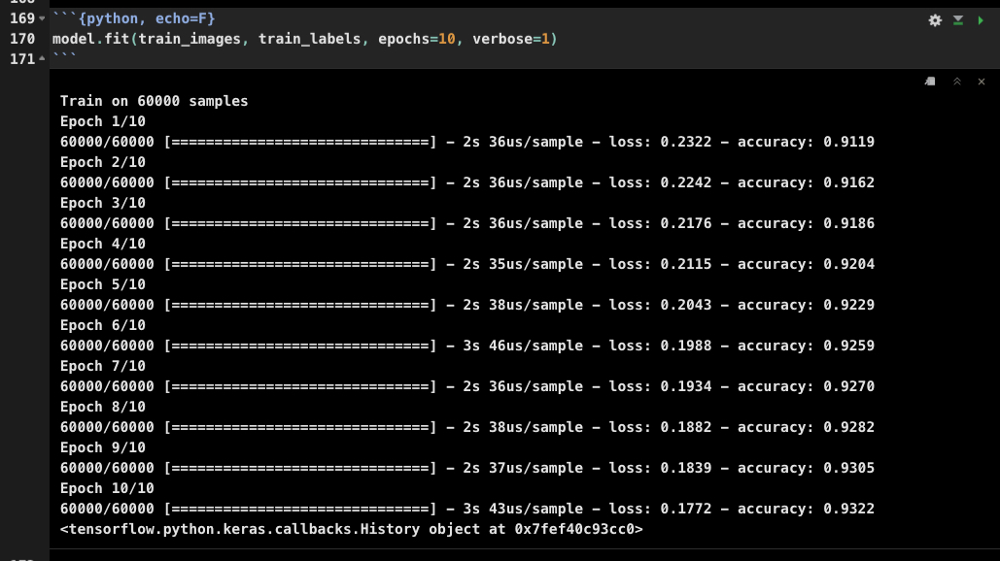 169 ```{python, echo=F}
170 model.fit(train_images, train_labels, epochs=10, verbose=1)
171 ```
Train on 60000 samples
Epoch 1/10
60000/60000 [==============================] - 2s 36us/sample - loss: 0.2322 - accuracy: 0.9119
Epoch 2/10
60000/60000 [==============================] - 2s 36us/sample - loss: 0.2242 - accuracy: 0.9162
Epoch 3/10
60000/60000 [==============================] - 2s 36us/sample - loss: 0.2176 - accuracy: 0.9186
Epoch 4/10
60000/60000 [==============================] - 2s 35us/sample - loss: 0.2115 - accuracy: 0.9204
Epoch 5/10
60000/60000 [==============================] - 2s 38us/sample - loss: 0.2043 - accuracy: 0.9229
Epoch 6/10
60000/60000 [==============================] - 3s 46us/sample - loss: 0.1988 - accuracy: 0.9259
Epoch 7/10
60000/60000 [==============================] - 2s 36us/sample - loss: 0.1934 - accuracy: 0.9270
Epoch 8/10
60000/60000 [==============================] - 2s 38us/sample - loss: 0.1882 - accuracy: 0.9282
Epoch 9/10
60000/60000 [==============================] - 2s 37us/sample - loss: 0.1839 - accuracy: 0.9305
Epoch 10/10
60000/60000 [==============================] - 3s 43us/sample - loss: 0.1772 - accuracy: 0.9322
<tensorflow.python.keras.callbacks.History object at 0x7fef40c93cc0>